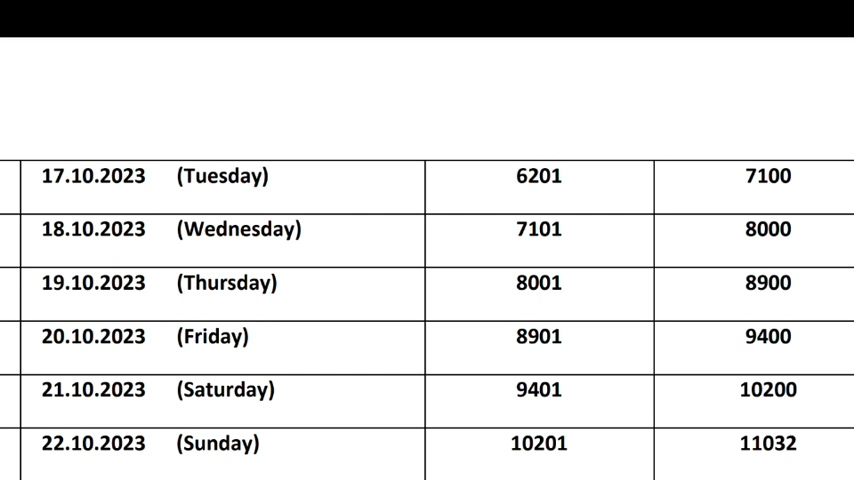 17.10.2023 (Tuesday) 6201 7100
18.10.2023 (Wednesday) 7101 8000
19.10.2023 (Thursday) 8001 8900
20.10.2023 (Friday) 8901 9400
21.10.2023 (Saturday) 9401 10200
22.10.2023 (Sunday) 10201 11032